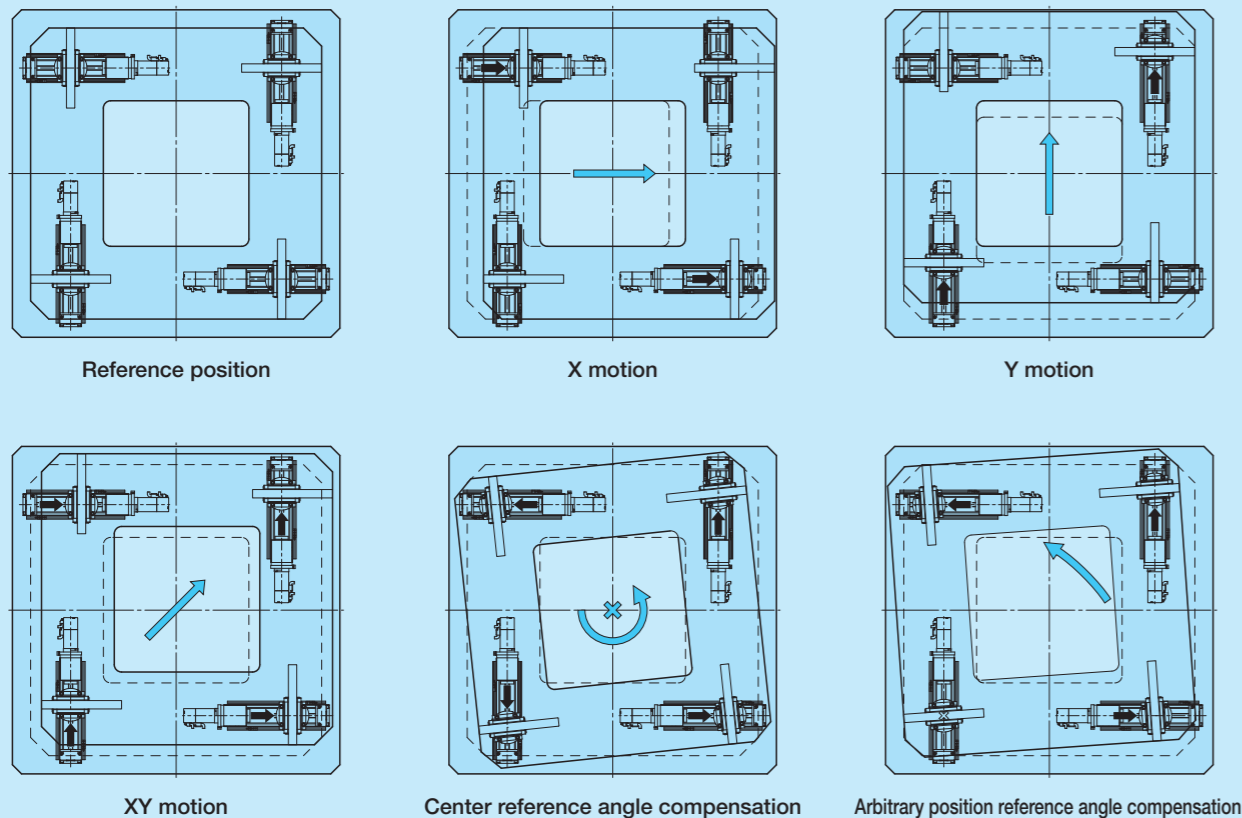 Reference position
X motion
Y motion
XY motion
Center reference angle compensation
Arbitrary position reference angle compensation